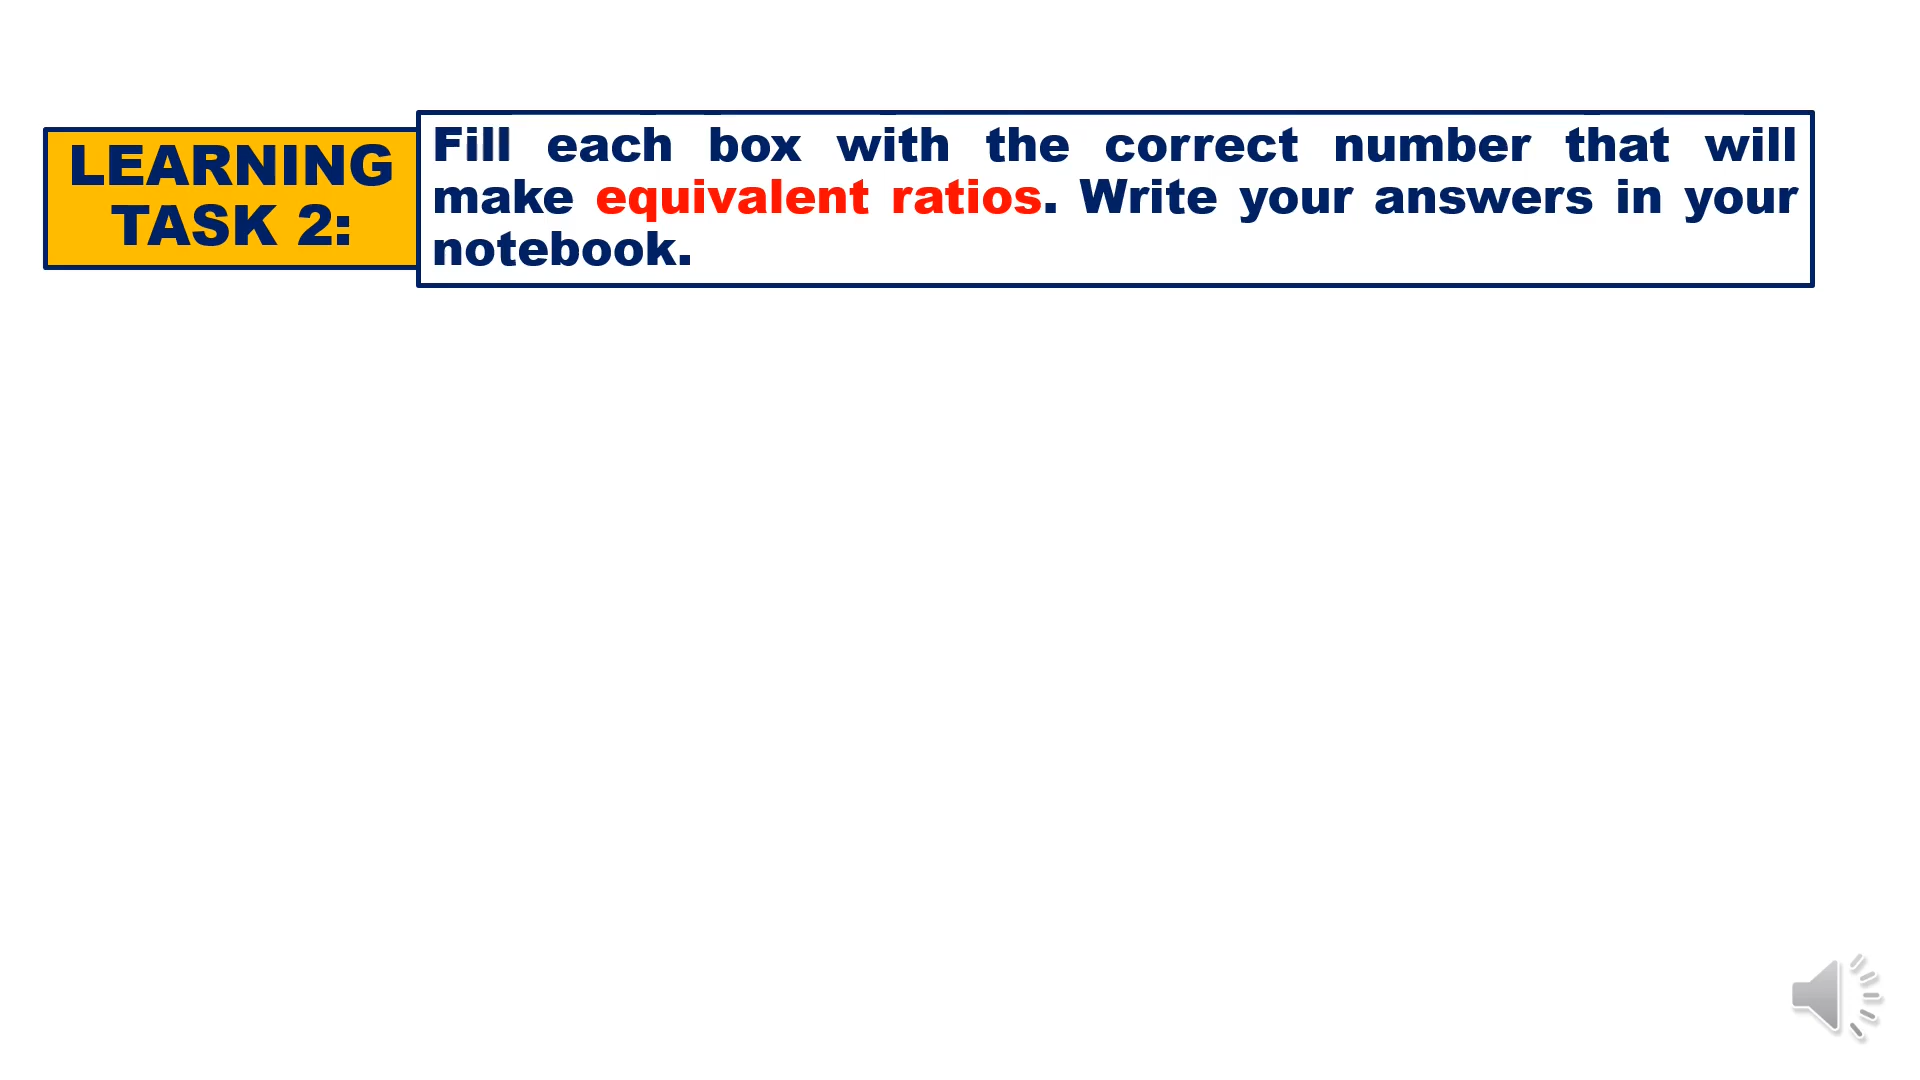 LEARNING
TASK 2:
Fill each box with the correct number that will
make equivalent ratios. Write your answers in your
notebook.